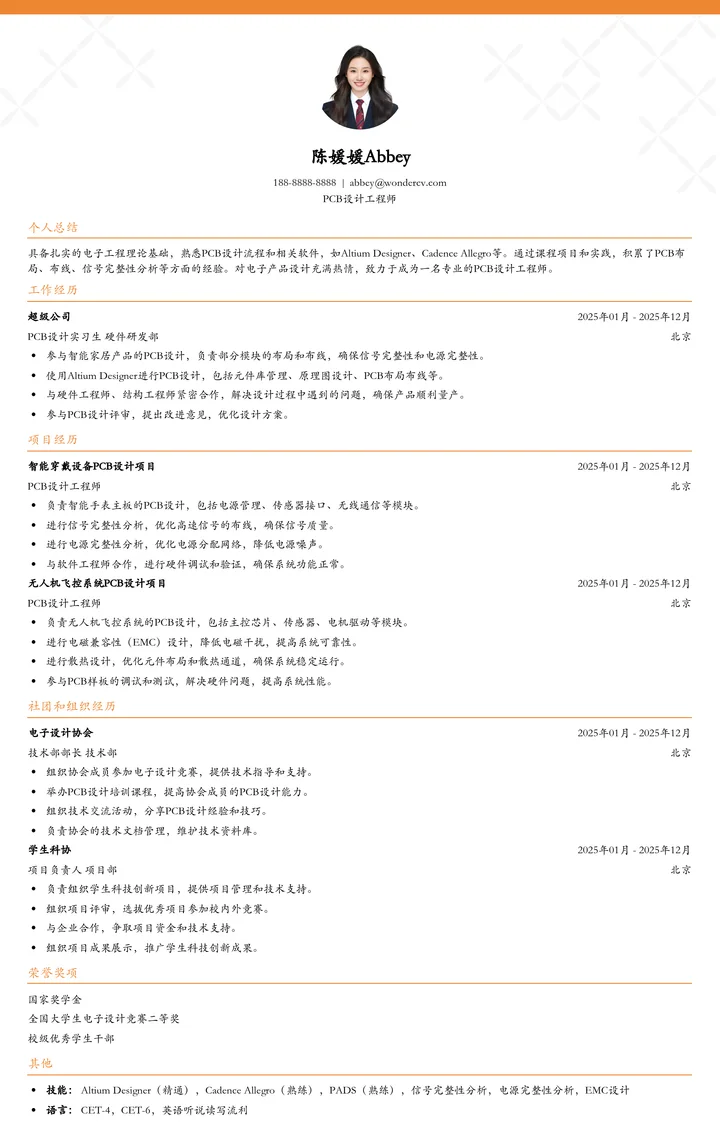 陈媛媛Abbey
188-8888-8888 | abbey@wondercv.com
PCB设计工程师
个人总结
具备扎实的电子工程理论基础，熟悉PCB设计流程和相关软件，如Altium Designer、Cadence Allegro等。通过课程项目和实践，积累了PCB布
局、布线、信号完整性分析等方面的经验。对电子产品设计充满热情，致力于成为一名专业的PCB设计工程师。
工作经历
超级公司 2025年01月 - 2025年12月
PCB设计实习生 硬件研发部 北京
• 参与智能家居产品的PCB设计，负责部分模块的布局和布线，确保信号完整性和电源完整性。
• 使用Altium Designer进行PCB设计，包括元件库管理、原理图设计、PCB布局布线等。
• 与硬件工程师、结构工程师紧密合作，解决设计过程中遇到的问题，确保产品顺利量产。
• 参与PCB设计评审，提出改进意见，优化设计方案。
项目经历
智能穿戴设备PCB设计项目 2025年01月 - 2025年12月
PCB设计工程师 北京
• 负责智能手表主板的PCB设计，包括电源管理、传感器接口、无线通信等模块。
• 进行信号完整性分析，优化高速信号的布线，确保信号质量。
• 进行电源完整性分析，优化电源分配网络，降低电源噪声。
• 与软件工程师合作，进行硬件调试和验证，确保系统功能正常。
无人机飞控系统PCB设计项目 2025年01月 - 2025年12月
PCB设计工程师 北京
• 负责无人机飞控系统的PCB设计，包括主控芯片、传感器、电机驱动等模块。
• 进行电磁兼容性（EMC）设计，降低电磁干扰，提高系统可靠性。
• 进行散热设计，优化元件布局和散热通道，确保系统稳定运行。
• 参与PCB样板的调试和测试，解决硬件问题，提高系统性能。
社团和组织经历
电子设计协会 2025年01月 - 2025年12月
技术部部长 技术部 北京
• 组织协会成员参加电子设计竞赛，提供技术指导和支持。
• 举办PCB设计培训课程，提高协会成员的PCB设计能力。
• 组织技术交流活动，分享PCB设计经验和技巧。
• 负责协会的技术文档管理，维护技术资料库。
学生科协 2025年01月 - 2025年12月
项目负责人 项目部 北京
• 负责组织学生科技创新项目，提供项目管理和技术支持。
• 组织项目评审，选拔优秀项目参加校内外竞赛。
• 与企业合作，争取项目资金和技术支持。
• 组织项目成果展示，推广学生科技创新成果。
荣誉奖项
国家奖学金
全国大学生电子设计竞赛二等奖
校级优秀学生干部
其他
• 技能： Altium Designer（精通）, Cadence Allegro（熟练）, PADS（熟练）, 信号完整性分析，电源完整性分析，EMC设计
• 语言： CET-4，CET-6，英语听说读写流利